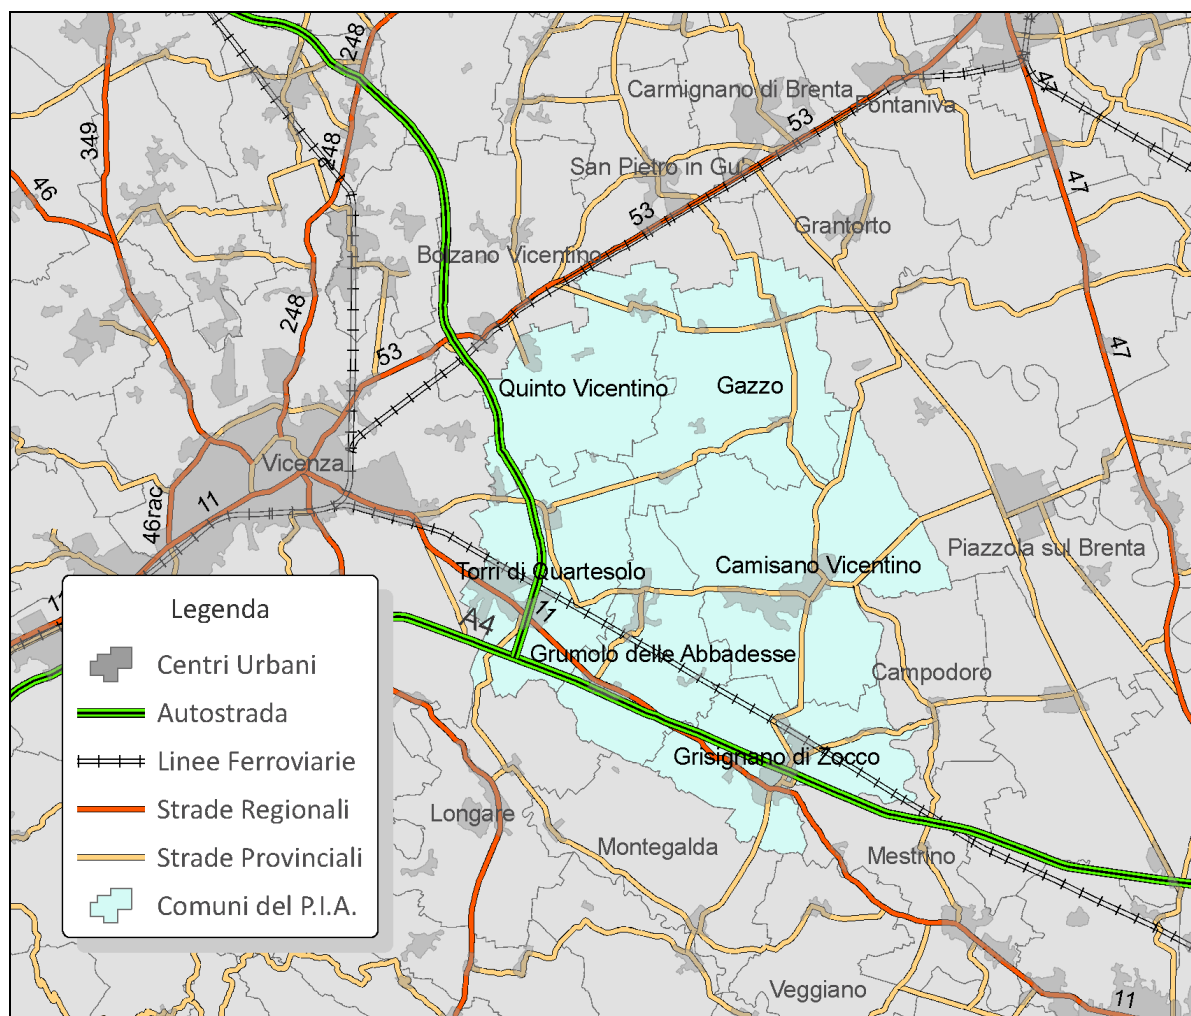 248
47
Carmignano di Brenta
Fontaniva
53
349
248
San Pietro in Gu'
46
47
53
Grantorto
Bolzano Vicentino
248
47
53
Quinto Vicentino
Gazzo
Vicenza
11
46rac
Piazzola sul Brenta
Camisano Vicentino
Torri di Quartesolo
11
11
A4
Grumolo delle Abbadesse
Campodoro
Grisignano di Zocco
Longare
Montegalda
Mestrino
Veggiano
11
Legenda
Centri Urbani
Autostrada
Linee Ferroviarie
Strade Regionali
Strade Provinciali
Comuni del P.I.A.